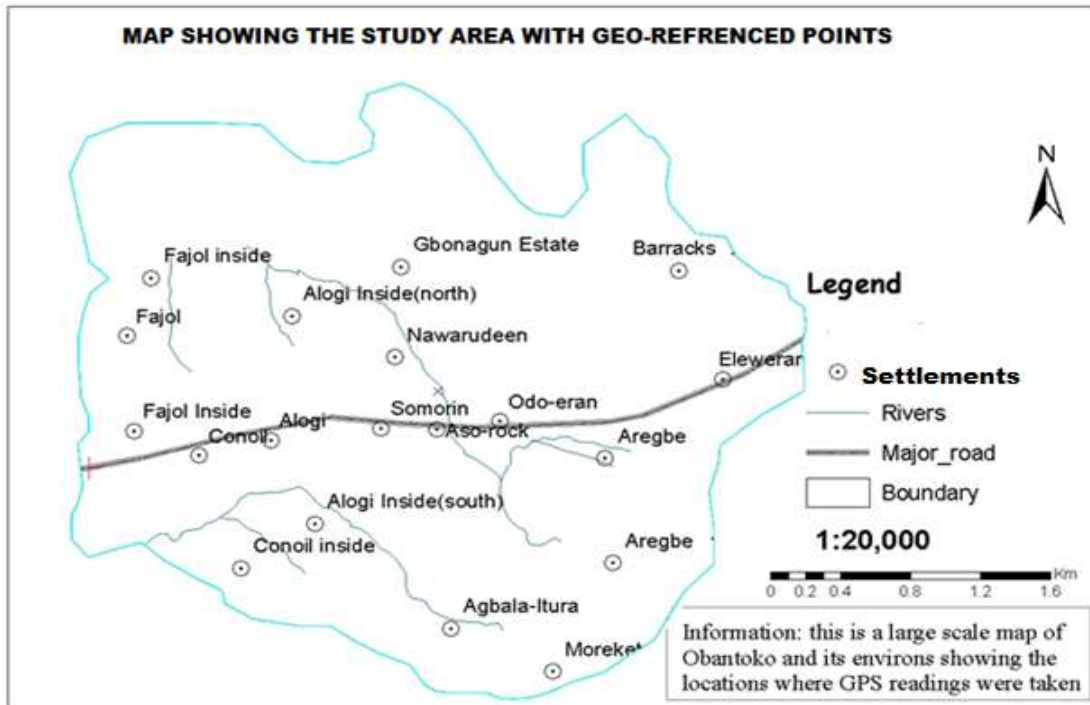 MAP SHOWING THE STUDY AREA WITH GEO-REFRENCED POINTS
N
Gbonagun Estate
Barracks
Fajol inside
Alogi Inside(north)
Legend
Fajol
Nawarudeen
Elewerar
Settlements
Odo-eran
Rivers
Fajol Inside
Alogi
Somorin
Aso-rock
Conoil
Aregbe
Major_road
Boundary
Alogi Inside(south)
Conoil inside
Aregbe
1:20,000
Km
0 0.2 0.4 0.8 1.2 1.6
Agbala-Itura
Moreket
Information: this is a large scale map of
Obantoko and its environs showing the
locations where GPS readings were taken